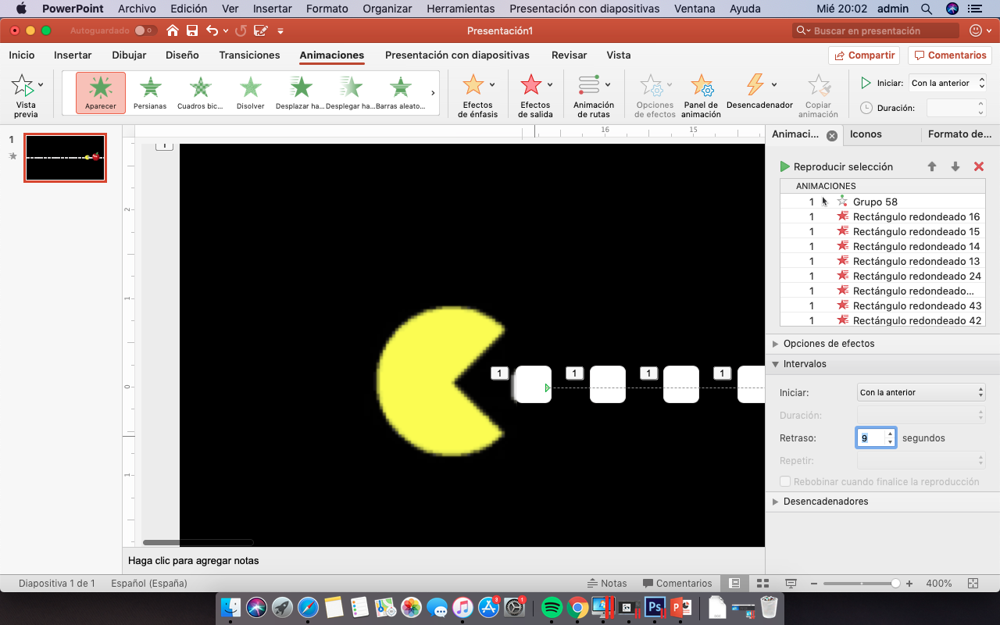 PowerPoint Archivo Edición Ver Insertar Formato Organizar Herramientas Presentación con diapositivas Ventana Ayuda Mié 20:02 admin
Autoguardado Presentación1 Buscar en presentación
Inicio Insertar Dibujar Diseño Transiciones Animaciones Presentación con diapositivas Revisar Vista Compartir Comentarios
Vista previa
Aparecer Persianas Cuadros bic... Disolver Desplazar ha... Desplegar ha... Barras aleato...
Efectos de énfasis
Efectos de salida
Animación de rutas
Opciones de efectos
Panel de animación
Desencadenador
Copiar animación
Iniciar: Con la anterior
Duración:
1
16 15
2
1
0
1
1
1 1 1 1
Animaci... Iconos Formato de...
Reproducir selección
ANIMACIONES
1 Grupo 58
1 Rectángulo redondeado 16
1 Rectángulo redondeado 15
1 Rectángulo redondeado 14
1 Rectángulo redondeado 13
1 Rectángulo redondeado 24
1 Rectángulo redondeado...
1 Rectángulo redondeado 43
1 Rectángulo redondeado 42
Opciones de efectos
Intervalos
Iniciar: Con la anterior
Duración:
Retraso: 9 segundos
Repetir:
Rebobinar cuando finalice la reproducción
Desencadenadores
Haga clic para agregar notas
Diapositiva 1 de 1 Español (España) Notas Comentarios 400%
3 1 Ps P